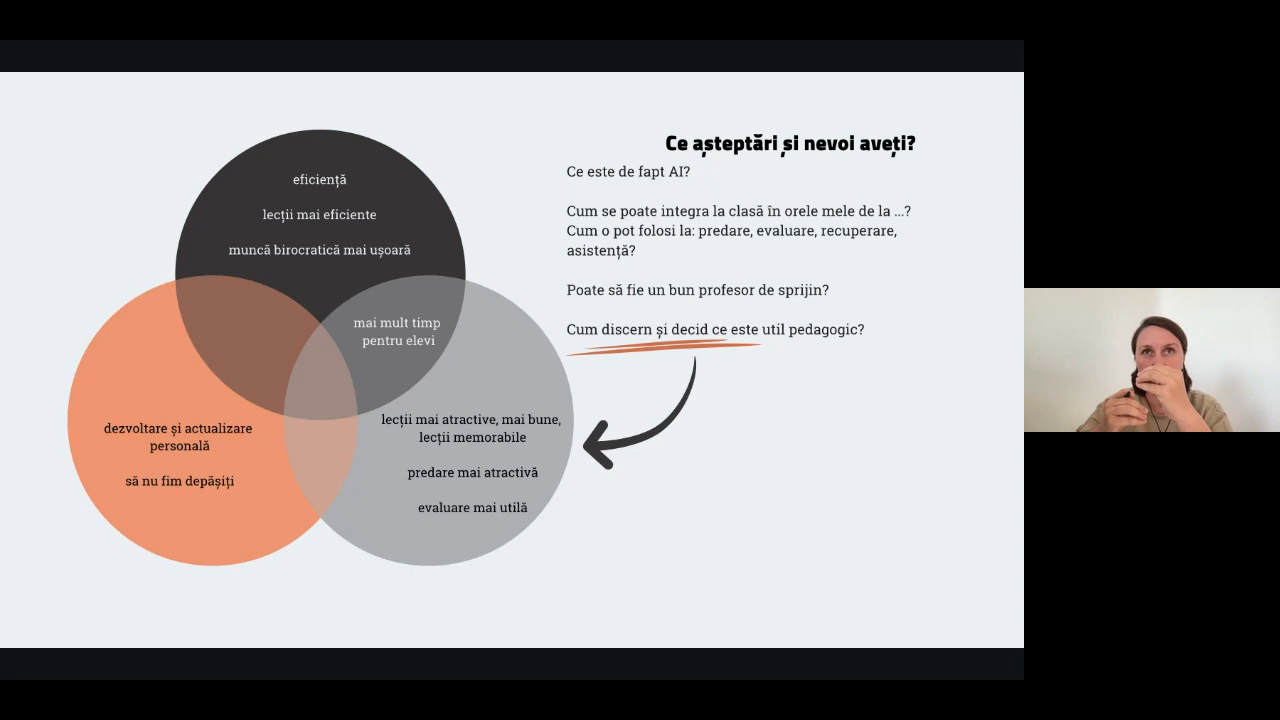 Ce așteptări și nevoi aveți?
Ce este de fapt AI?
Cum se poate integra la clasă în orele mele de la ...?
Cum o pot folosi la: predare, evaluare, recuperare,
asistență?
Poate să fie un bun profesor de sprijin?
Cum discern și decid ce este util pedagogic?
eficiență
lecții mai eficiente
muncă birocratică mai ușoară
mai mult timp
pentru elevi
dezvoltare și actualizare
personală
să nu fim depășiți
lecții mai atractive, mai bune,
lecții memorabile
predare mai atractivă
evaluare mai utilă